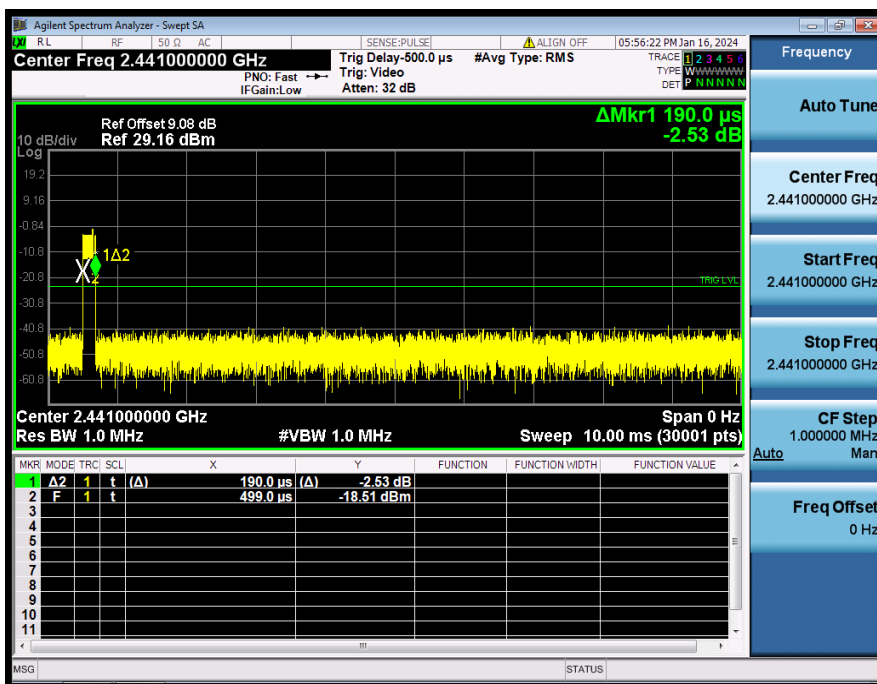 Agilent Spectrum Analyzer - Swept SA
LXI RL RF 50 Ω AC SENSE:PULSE ALIGN OFF 05:56:22 PM Jan 16, 2024
Center Freq 2.441000000 GHz
PNO: Fast
IFGain:Low
Trig Delay-500.0 µs
Trig: Video
Atten: 32 dB
#Avg Type: RMS
TRACE 1 2 3 4 5 6
TYPE WWWWWW
DET P N N N N N
ΔMkr1 190.0 µs
-2.53 dB
Ref Offset 9.08 dB
10 dB/div Ref 29.16 dBm
Log
19.2
9.16
-0.84
-10.8
-20.8
-30.8
-40.8
-50.8
-60.8
1Δ2
2
TRIG LVL
Center 2.441000000 GHz Span 0 Hz
Res BW 1.0 MHz #VBW 1.0 MHz Sweep 10.00 ms (30001 pts)
MKR MODE TRC SCL X Y FUNCTION FUNCTION WIDTH FUNCTION VALUE
1 Δ2 1 t (Δ) 190.0 µs (Δ) -2.53 dB
2 F 1 t 499.0 µs -18.51 dBm
3
4
5
6
7
8
9
10
11
MSG STATUS
Frequency
Auto Tune
Center Freq
2.441000000 GHz
Start Freq
2.441000000 GHz
Stop Freq
2.441000000 GHz
CF Step
1.000000 MHz
Auto Man
Freq Offset
0 Hz